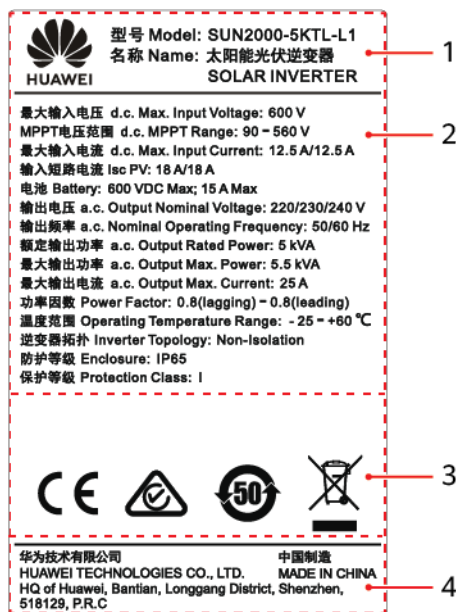 HUAWEI
型号 Model: SUN2000-5KTL-L1
名称 Name: 太阳能光伏逆变器
SOLAR INVERTER
1
最大输入电压 d.c. Max. Input Voltage: 600 V
MPPT电压范围 d.c. MPPT Range: 90 - 560 V
2
最大输入电流 d.c. Max. Input Current: 12.5 A/12.5 A
输入短路电流 Isc PV: 18 A/18 A
电池 Battery: 600 VDC Max; 15 A Max
输出电压 a.c. Output Nominal Voltage: 220/230/240 V
输出频率 a.c. Nominal Operating Frequency: 50/60 Hz
额定输出功率 a.c. Output Rated Power: 5 kVA
最大输出功率 a.c. Output Max. Power: 5.5 kVA
最大输出电流 a.c. Output Max. Current: 25 A
功率因数 Power Factor: 0.8(lagging) - 0.8(leading)
温度范围 Operating Temperature Range: - 25 - +60 ℃
逆变器拓扑 Inverter Topology: Non-Isolation
防护等级 Enclosure: IP65
保护等级 Protection Class: I
CE
50
3
华为技术有限公司 中国制造
HUAWEI TECHNOLOGIES CO., LTD. MADE IN CHINA
HQ of Huawei, Bantian, Longgang District, Shenzhen,
518129, P.R.C
4